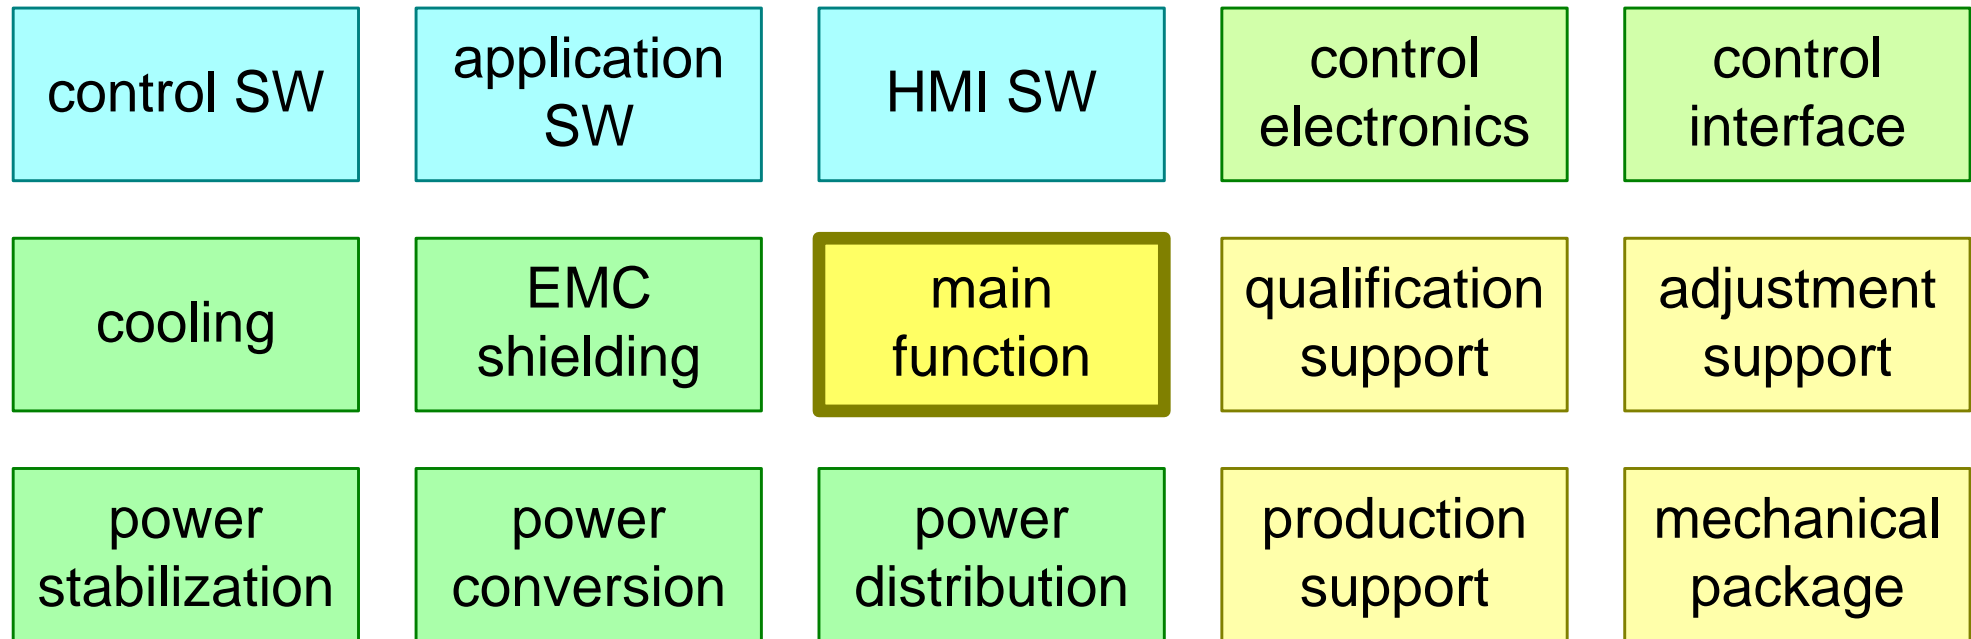 control SW
application
SW
HMI SW
control
electronics
control
interface
cooling
EMC
shielding
main
function
qualification
support
adjustment
support
power
stabilization
power
conversion
power
distribution
production
support
mechanical
package